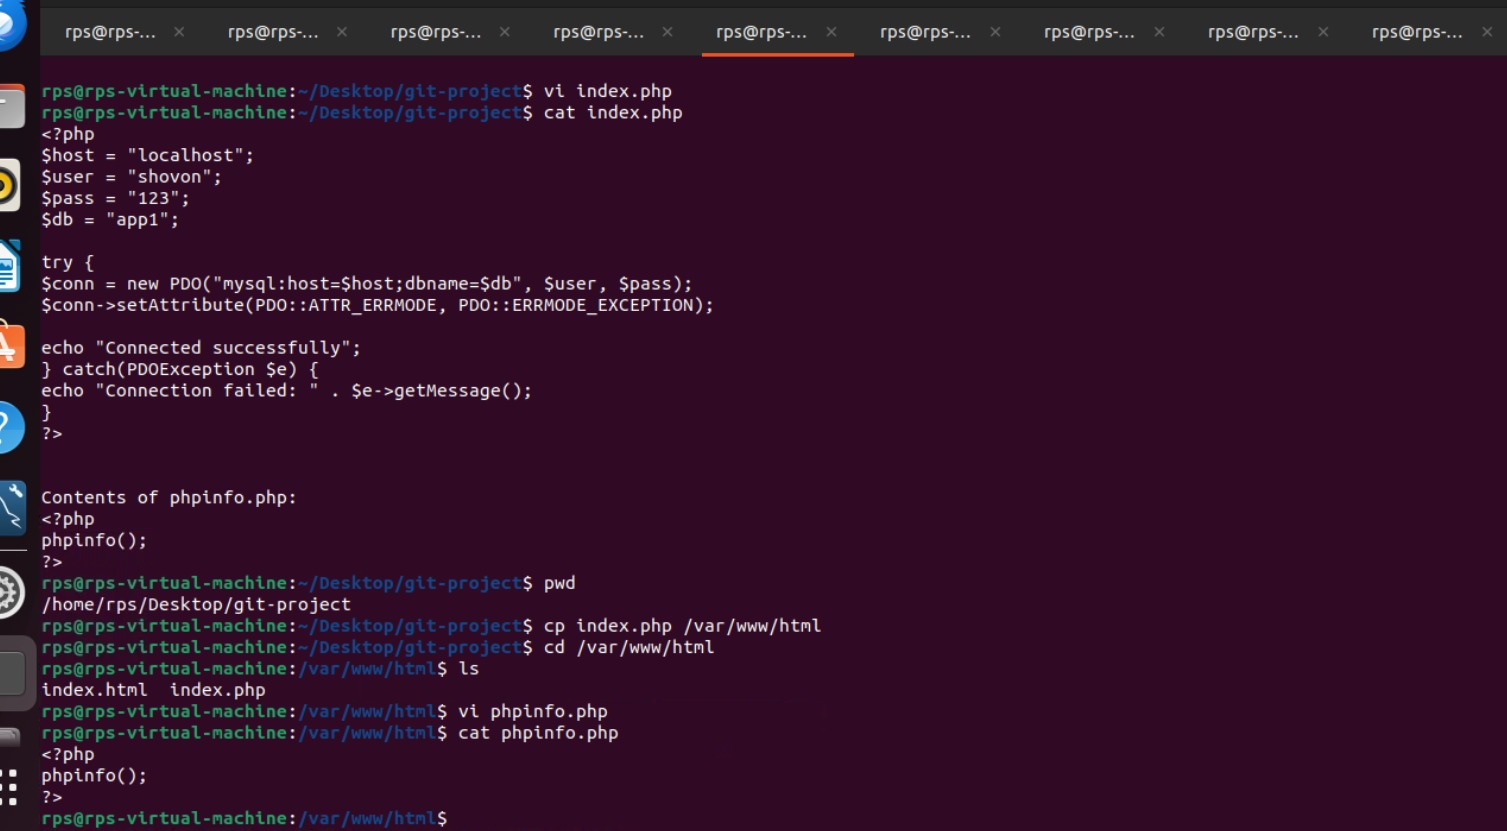 rps@rps-... × rps@rps-... × rps@rps-... × rps@rps-... × rps@rps-... × rps@rps-... × rps@rps-... × rps@rps-... × rps@rps-... ×
rps@rps-virtual-machine:~/Desktop/git-project$ vi index.php
rps@rps-virtual-machine:~/Desktop/git-project$ cat index.php
<?php
$host = "localhost";
$user = "shovon";
$pass = "123";
$db = "app1";

try {
$conn = new PDO("mysql:host=$host;dbname=$db", $user, $pass);
$conn->setAttribute(PDO::ATTR_ERRMODE, PDO::ERRMODE_EXCEPTION);

echo "Connected successfully";
} catch(PDOException $e) {
echo "Connection failed: " . $e->getMessage();
}
?>


Contents of phpinfo.php:
<?php
phpinfo();
?>
rps@rps-virtual-machine:~/Desktop/git-project$ pwd
/home/rps/Desktop/git-project
rps@rps-virtual-machine:~/Desktop/git-project$ cp index.php /var/www/html
rps@rps-virtual-machine:~/Desktop/git-project$ cd /var/www/html
rps@rps-virtual-machine:/var/www/html$ ls
index.html  index.php
rps@rps-virtual-machine:/var/www/html$ vi phpinfo.php
rps@rps-virtual-machine:/var/www/html$ cat phpinfo.php
<?php
phpinfo();
?>
rps@rps-virtual-machine:/var/www/html$